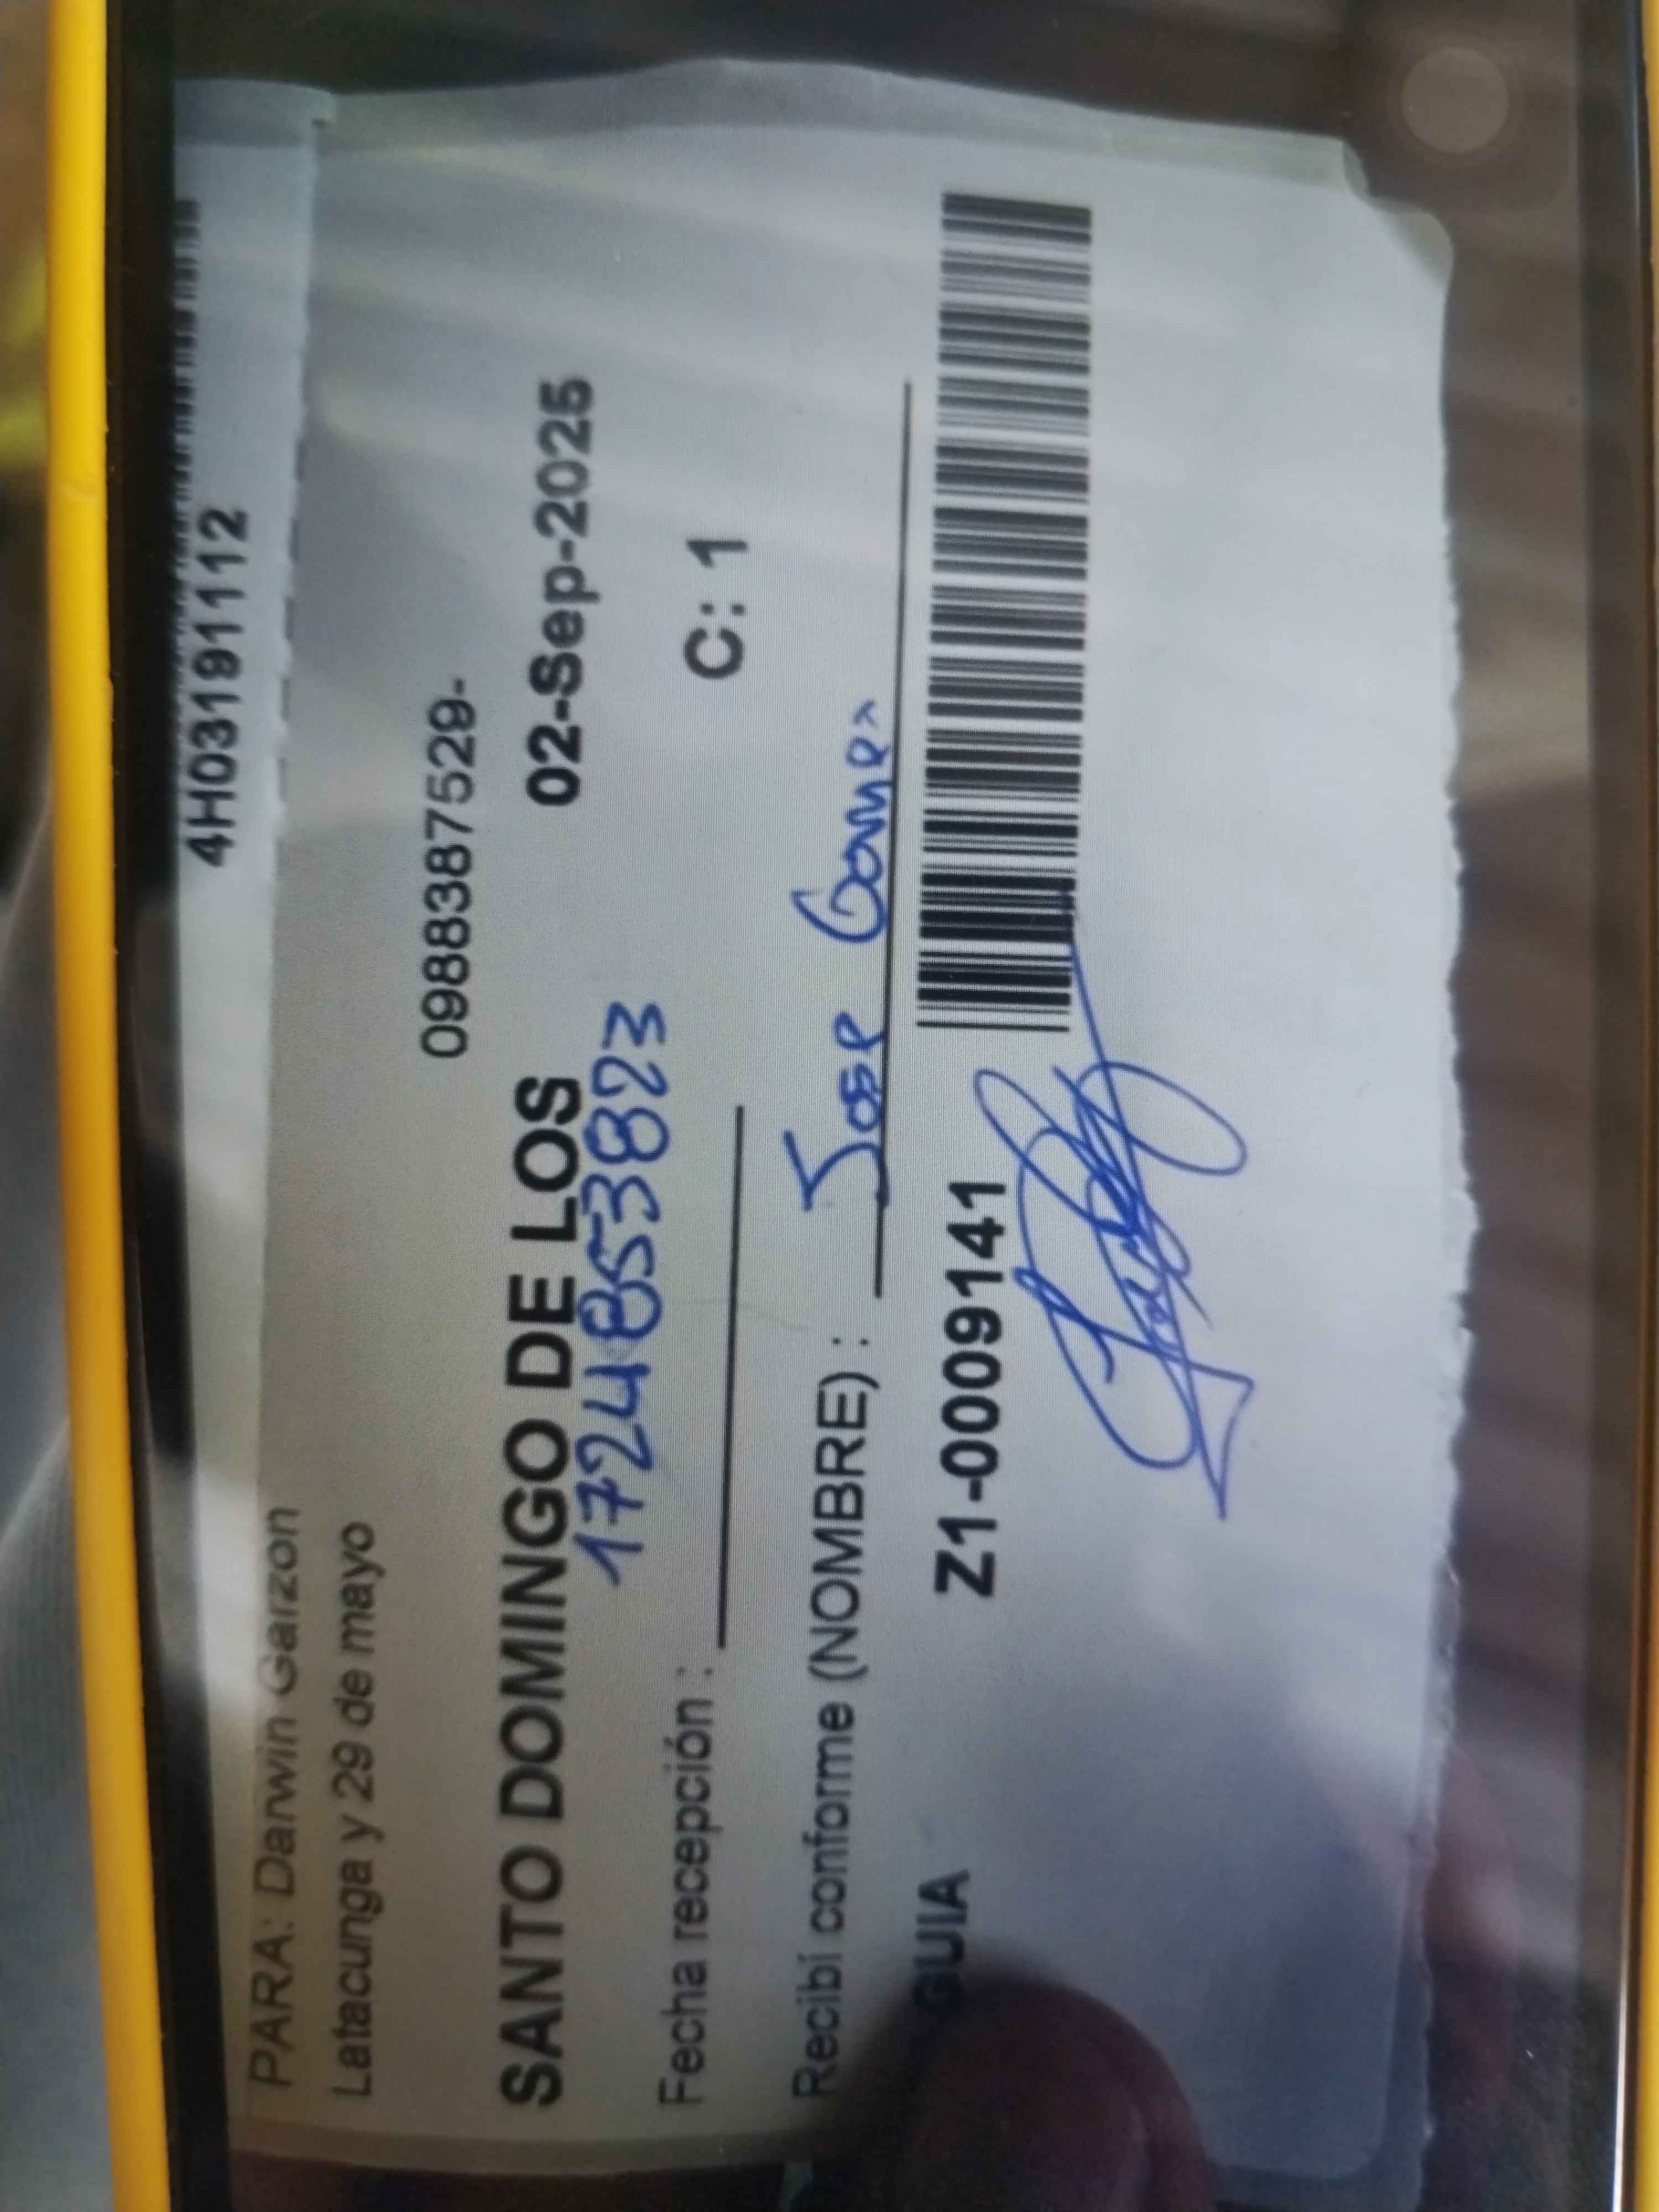 4H03191112
PARA: Darwin Garzon
Latacunga y 29 de mayo
0988387529-
SANTO DOMINGO DE LOS
02-Sep-2025
1724853823
Fecha recepción :
C: 1
Recibí conforme (NOMBRE) : Jose Gomez
GUIA Z1-0009141